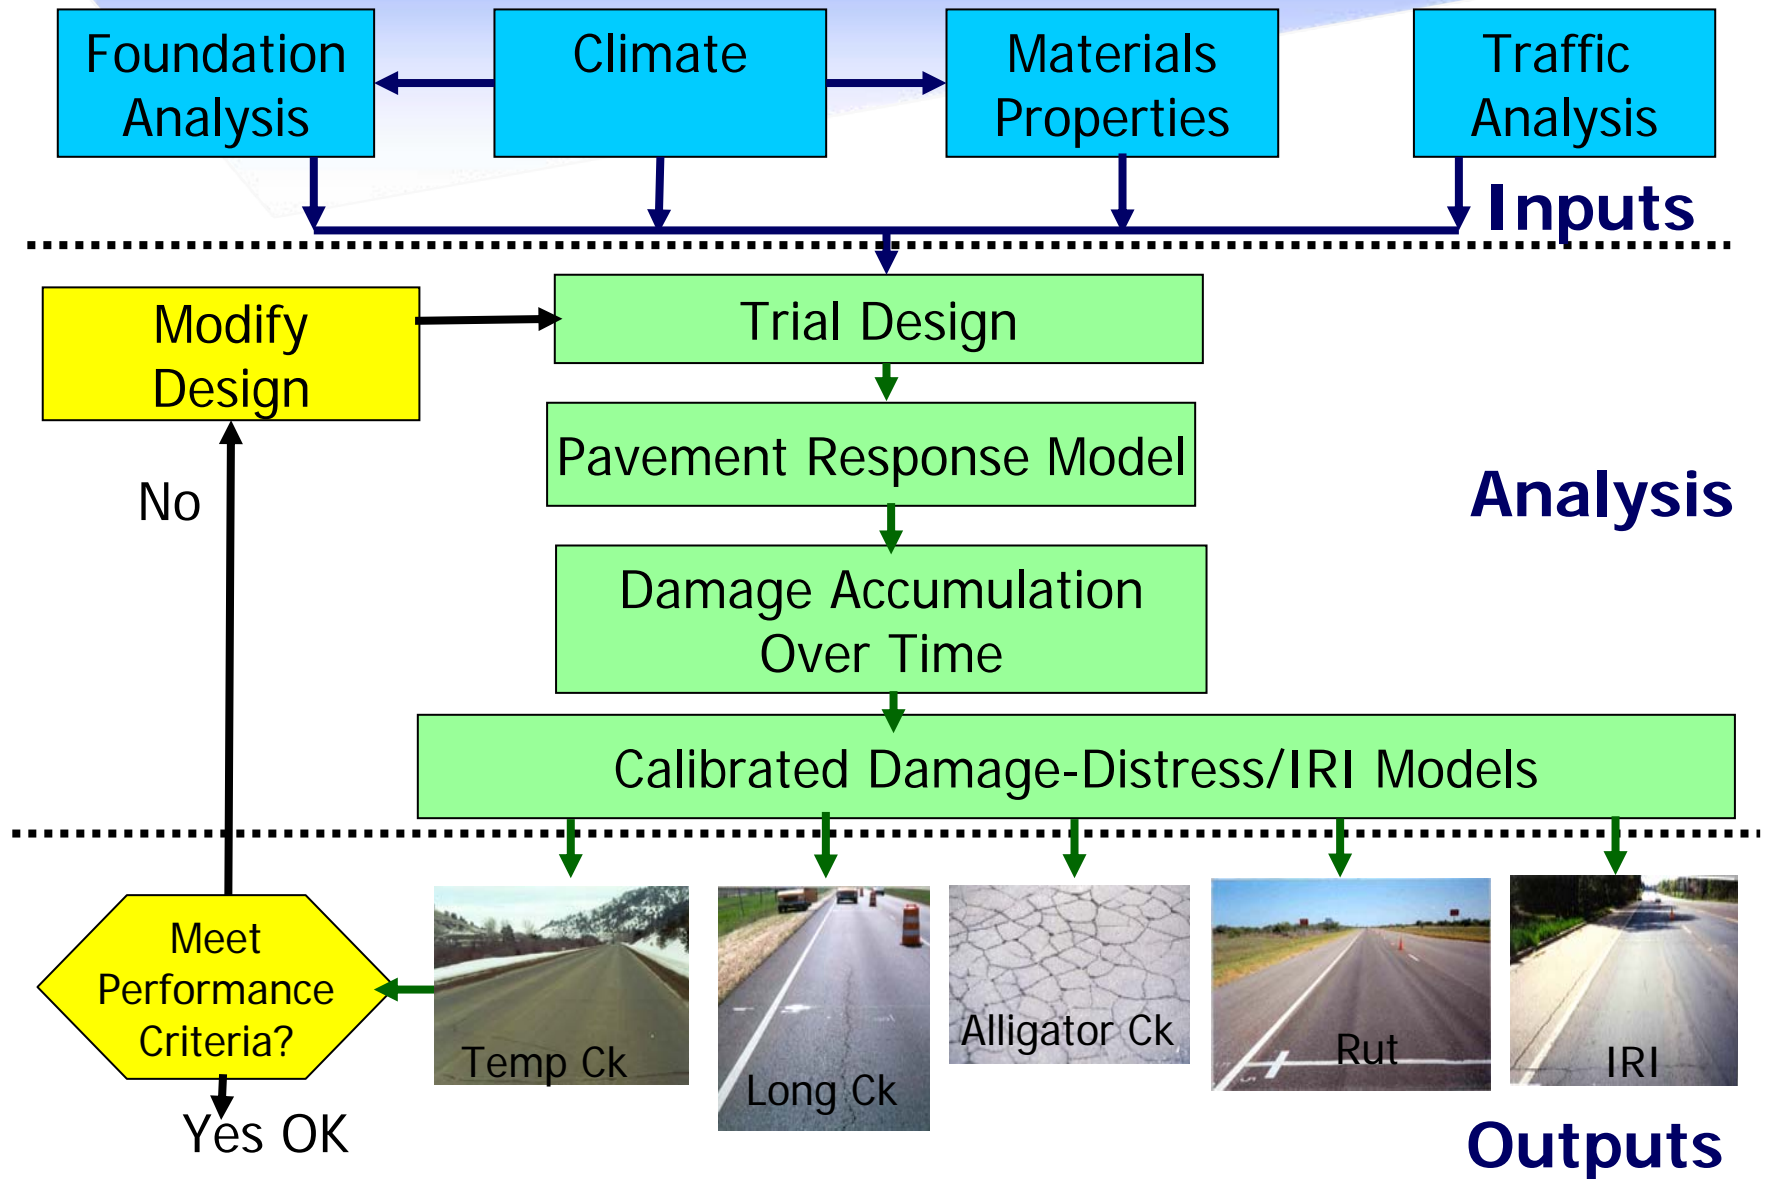 Foundation
Analysis
Climate
Materials
Properties
Traffic
Analysis
Inputs
Modify
Design
Trial Design
Pavement Response Model
No
Analysis
Damage Accumulation
Over Time
Calibrated Damage-Distress/IRI Models
Meet
Performance
Criteria?
Temp Ck
Long Ck
Alligator Ck
Rut
IRI
Yes OK
Outputs